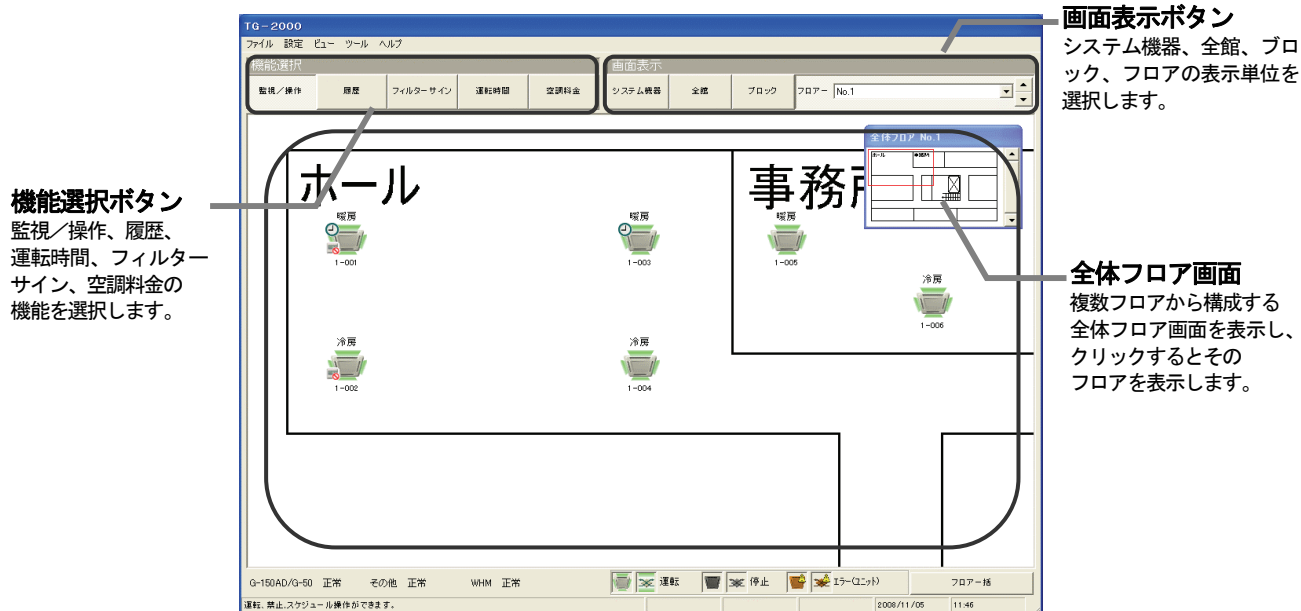 画面表示ボタン
システム機器、全館、ブロ
ック、フロアの表示単位を
選択します。
機能選択ボタン
監視／操作、履歴、
運転時間、フィルター
サイン、空調料金の
機能を選択します。
全体フロア画面
複数フロアから構成する
全体フロア画面を表示し、
クリックするとその
フロアを表示します。
TG-2000
ファイル 設定 ビュー ツール ヘルプ
機能選択 画面表示
監視／操作 履歴 フィルターサイン 運転時間 空調料金 システム機器 全館 ブロック フロアー No.1
全体フロア No.1
ホール 事務所
ホール
事務所
暖房
1-001
暖房
1-003
暖房
1-005
冷房
1-006
冷房
1-002
冷房
1-004
G-150AD/G-50 正常 その他 正常 WHM 正常 運転 停止 エラー(ユニット) フロア一括
運転、禁止、スケジュール操作ができます。 2008/11/05 11:46